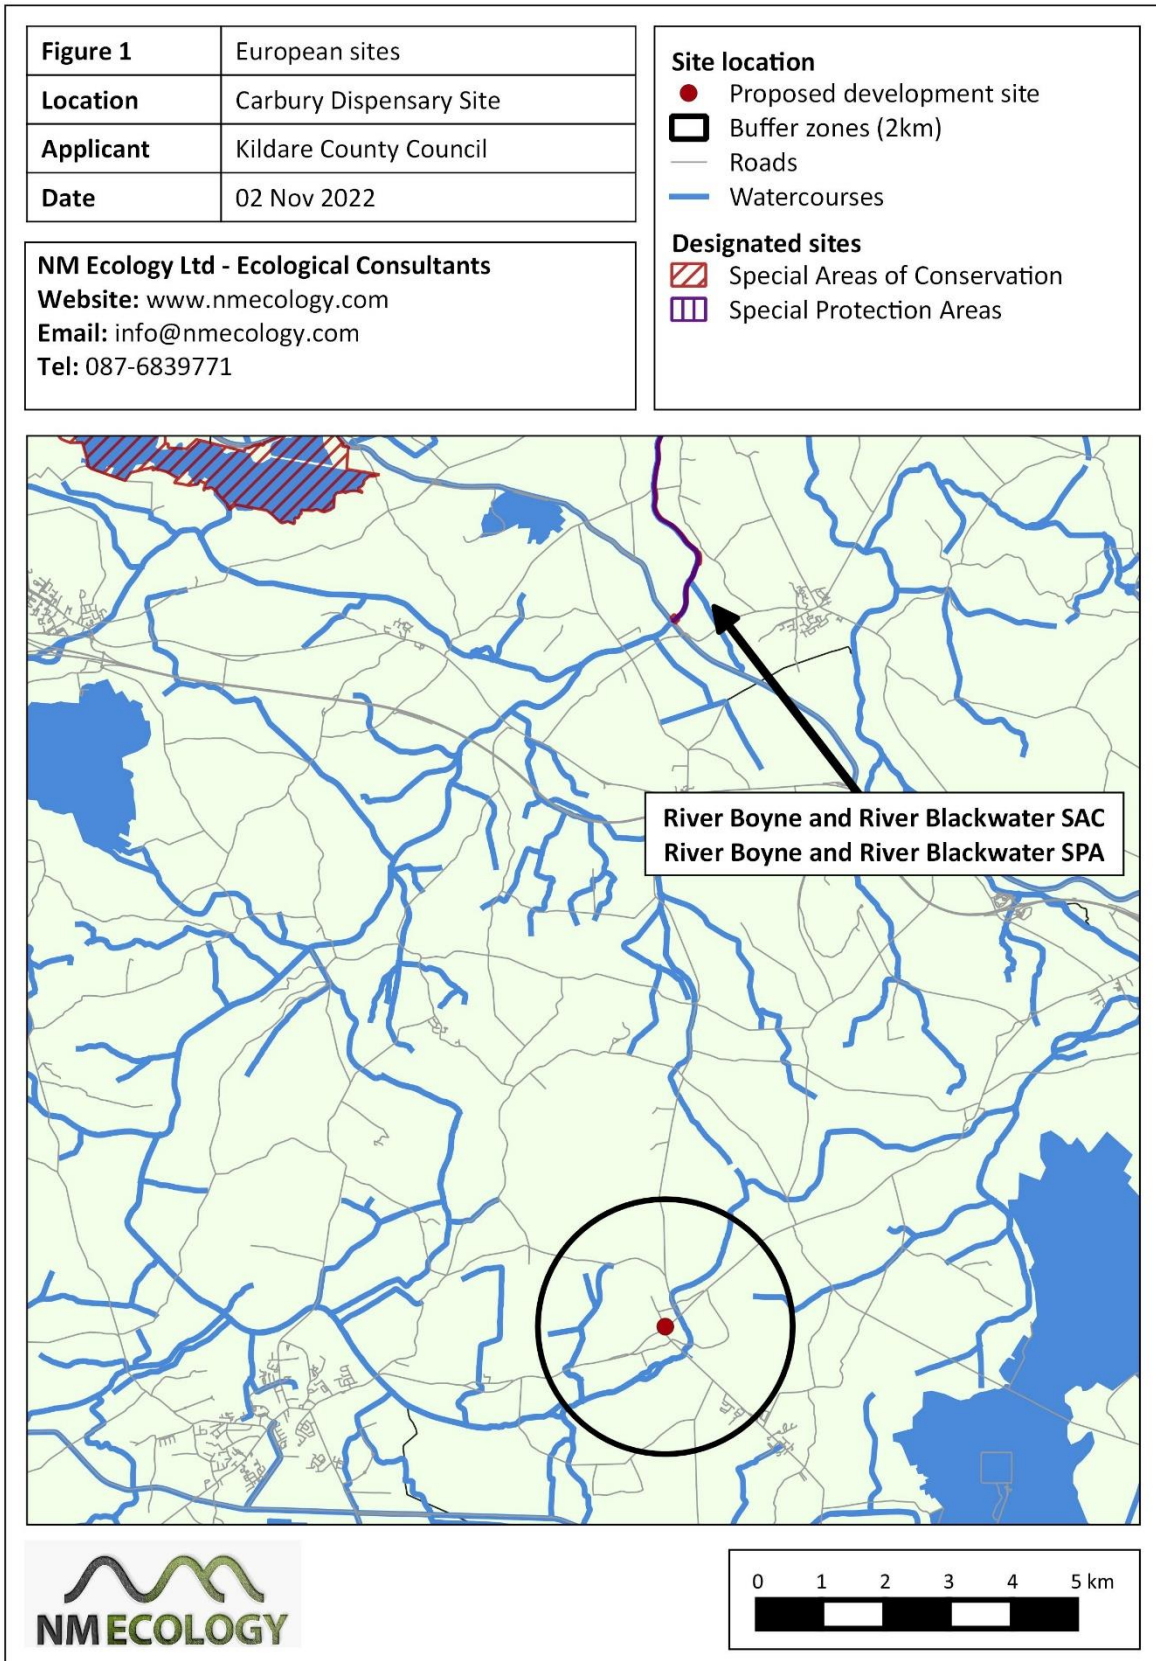 Figure 1 European sites
Location Carbury Dispensary Site
Applicant Kildare County Council
Date 02 Nov 2022
NM Ecology Ltd - Ecological Consultants
Website: www.nmecology.com
Email: info@nmecology.com
Tel: 087-6839771
Site location
Proposed development site
Buffer zones (2km)
Roads
Watercourses
Designated sites
Special Areas of Conservation
Special Protection Areas
River Boyne and River Blackwater SAC
River Boyne and River Blackwater SPA
NM ECOLOGY
0 1 2 3 4 5 km